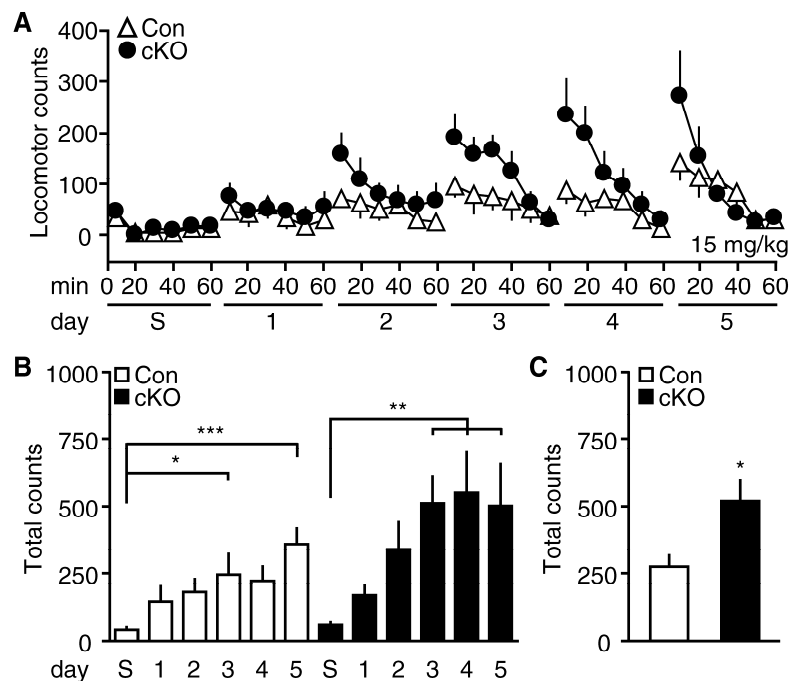 A
Con
cKO
Locomotor counts
400
300
200
100
0
15 mg/kg
min 0 20 40 60 20 40 60 20 40 60 20 40 60 20 40 60 20 40 60
day S 1 2 3 4 5
B
Con
cKO
Total counts
1000
750
500
250
0
***
*
**
day S 1 2 3 4 5 S 1 2 3 4 5
C
Con
cKO
Total counts
1000
750
500
250
0
*